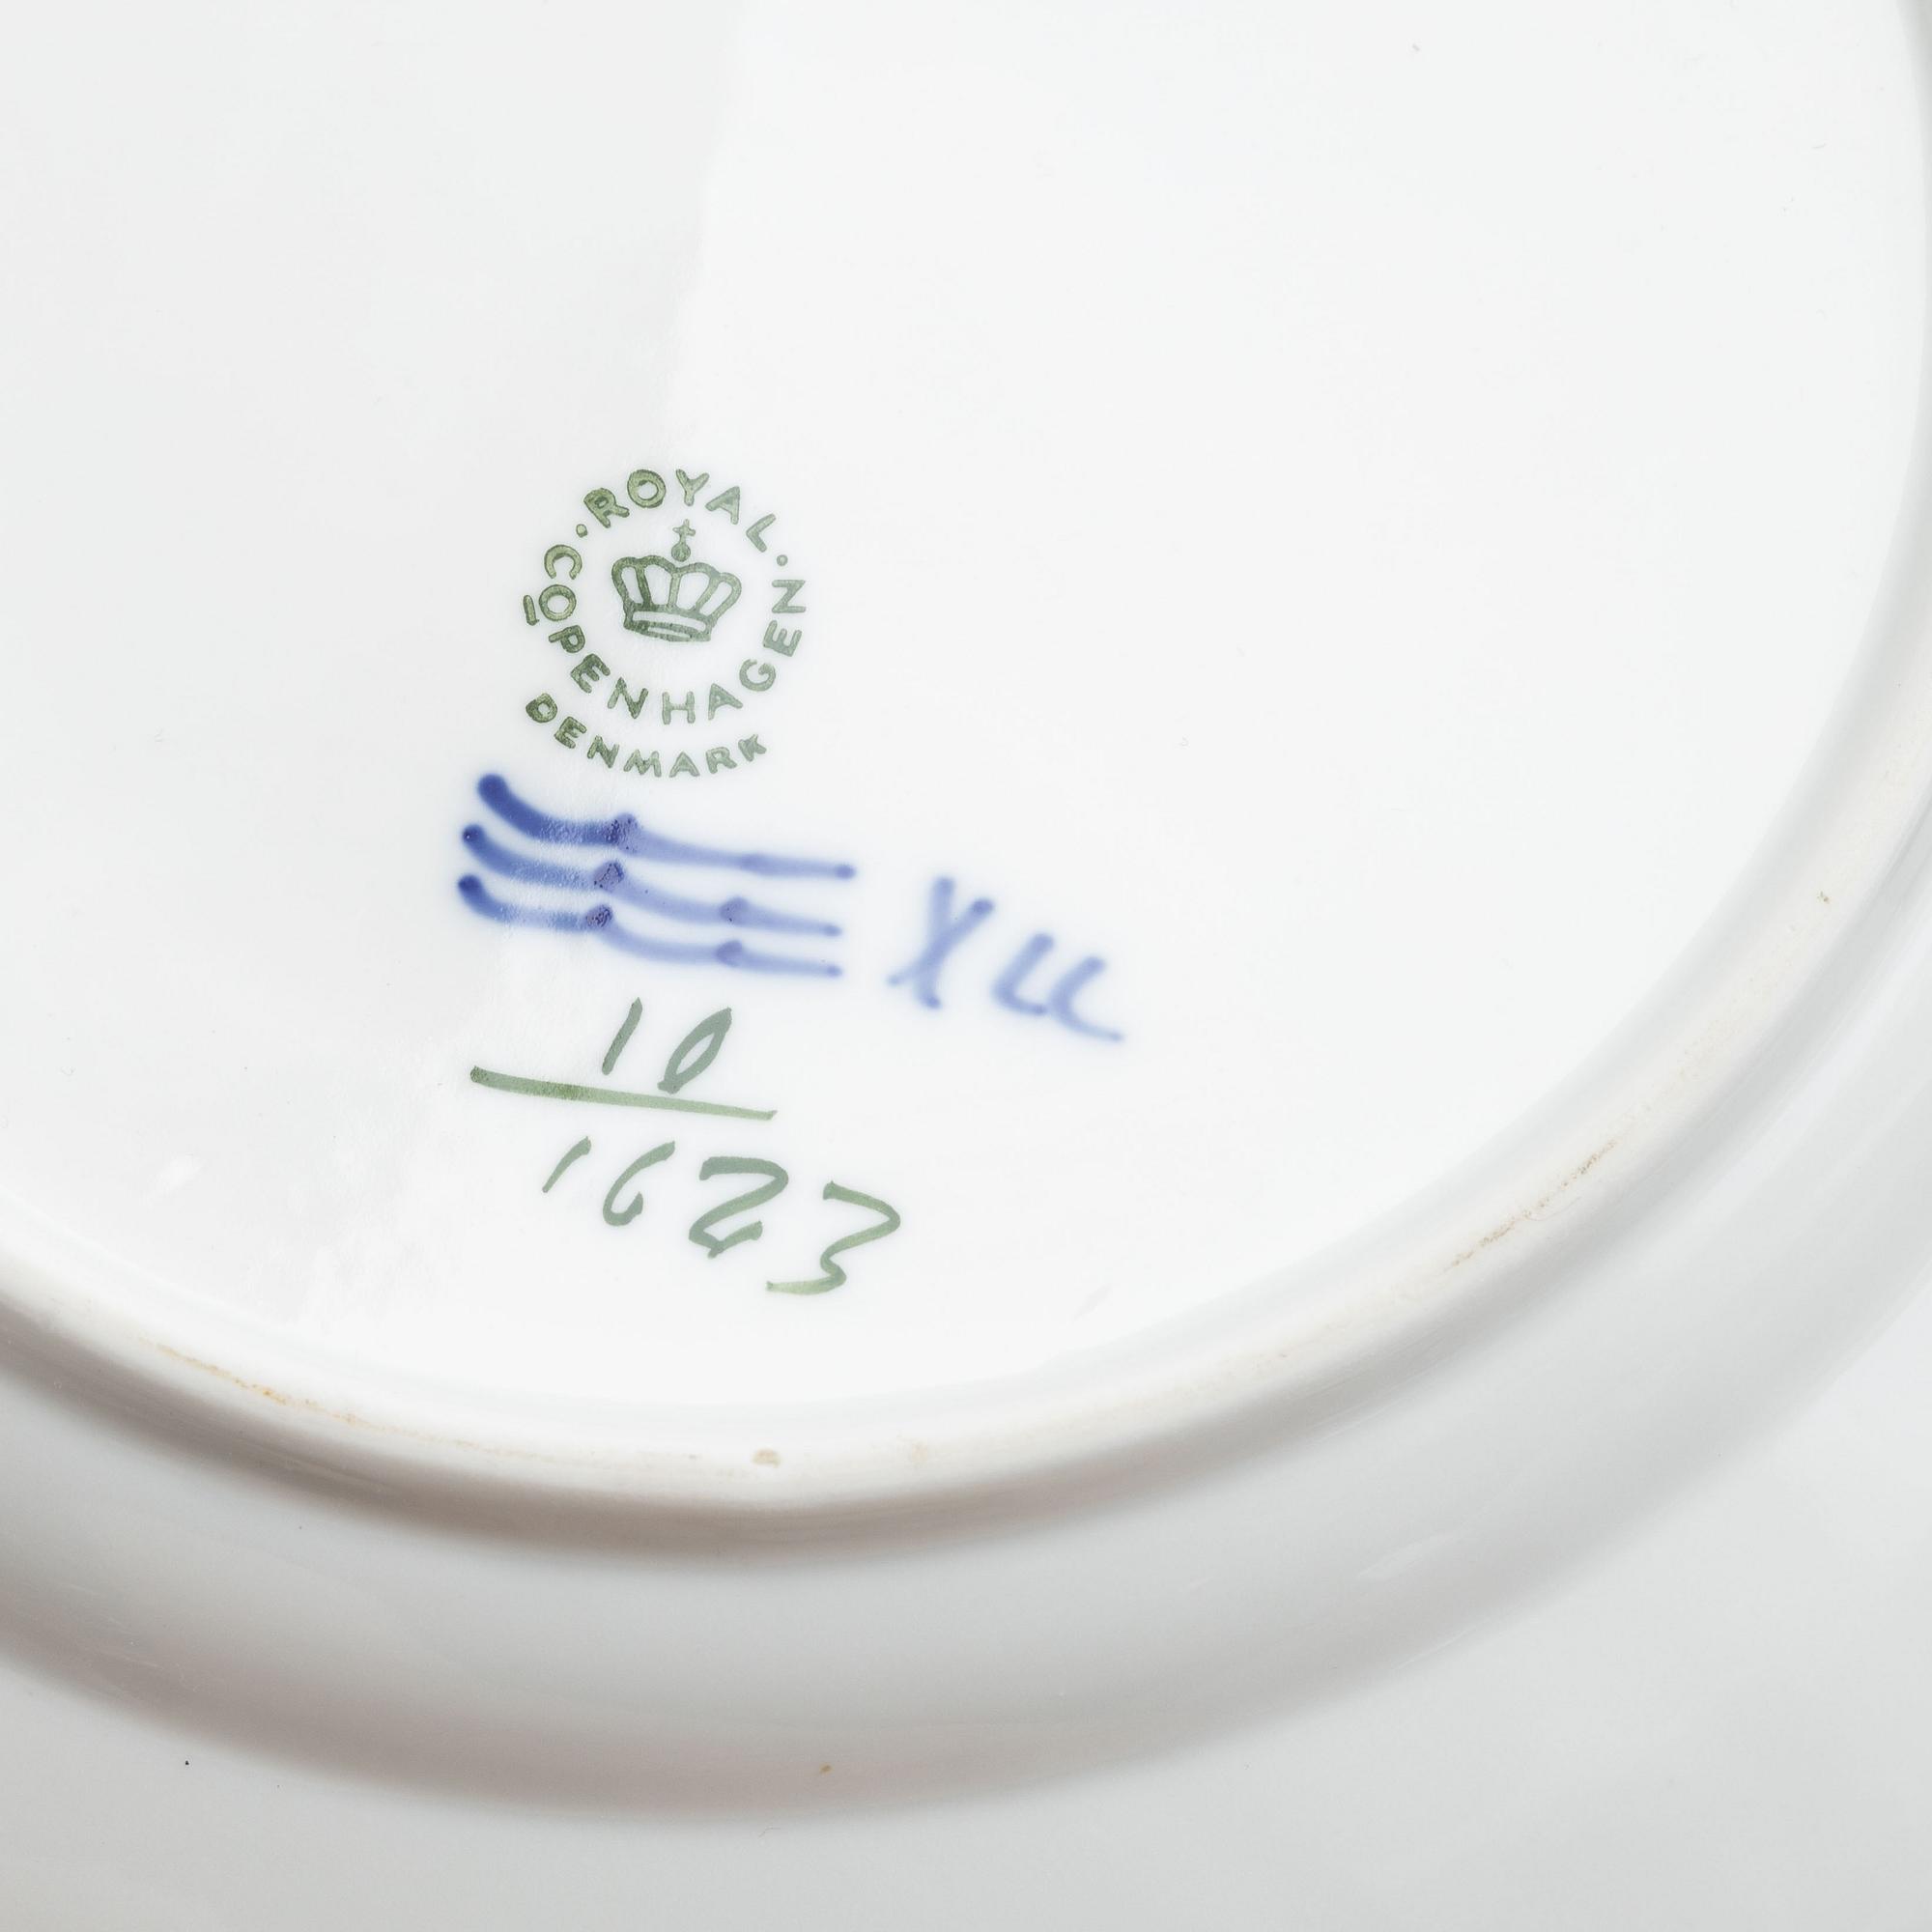 ROYAL
COPENHAGEN
DENMARK
10
1623